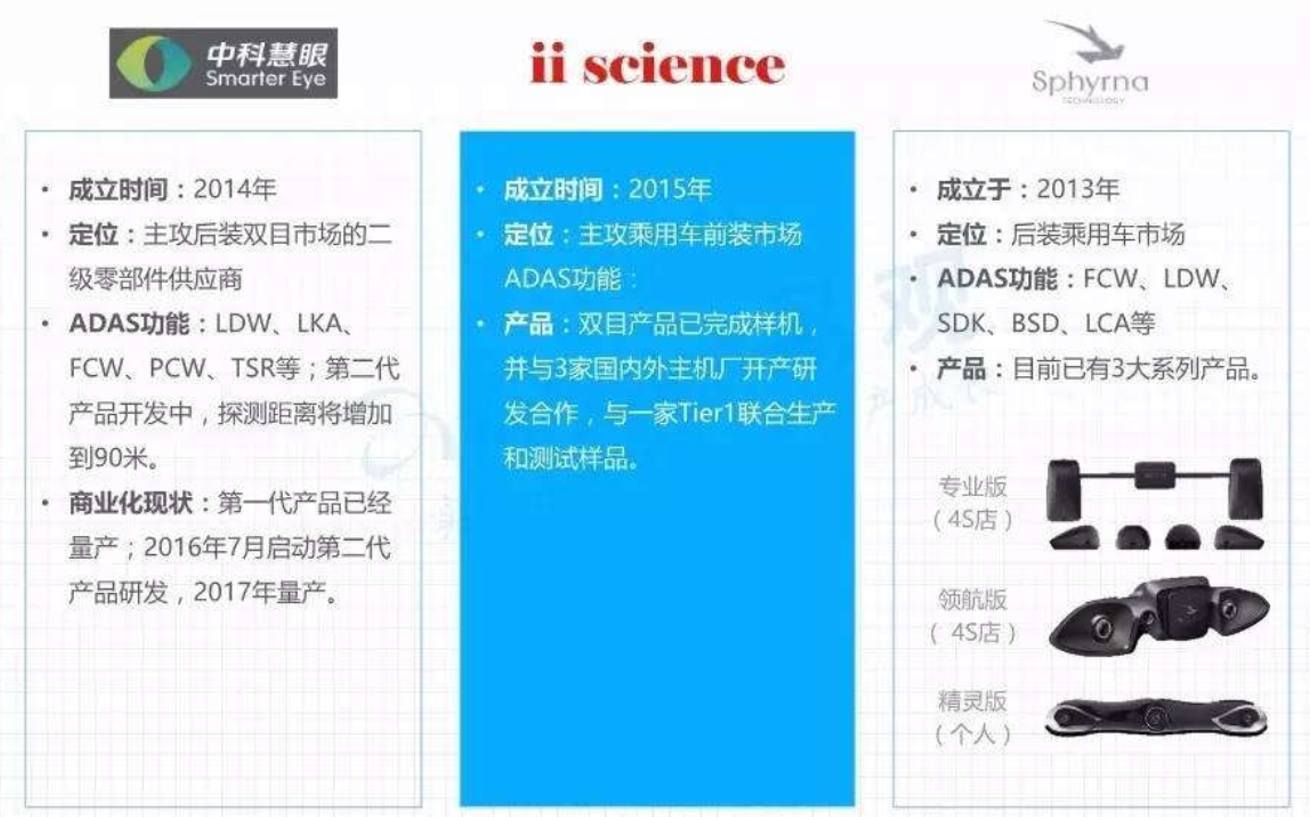 中科慧眼
Smarter Eye
ii science
Sphyrna
TECHNOLOGY
• 成立时间：2014年
• 定位：主攻后装双目市场的二
级零部件供应商
• ADAS功能：LDW、LKA、
FCW、PCW、TSR等；第二代
产品开发中，探测距离将增加
到90米。
• 商业化现状：第一代产品已经
量产；2016年7月启动第二代
产品研发，2017年量产。
• 成立时间：2015年
• 定位：主攻乘用车前装市场
ADAS功能：
• 产品：双目产品已完成样机，
并与3家国内外主机厂开产研
发合作，与一家Tier1联合生产
和测试样品。
• 成立于：2013年
• 定位：后装乘用车市场
• ADAS功能：FCW、LDW、
SDK、BSD、LCA等
• 产品：目前已有3大系列产品。
专业版
（4S店）
领航版
（ 4S店）
精灵版
（个人）
观